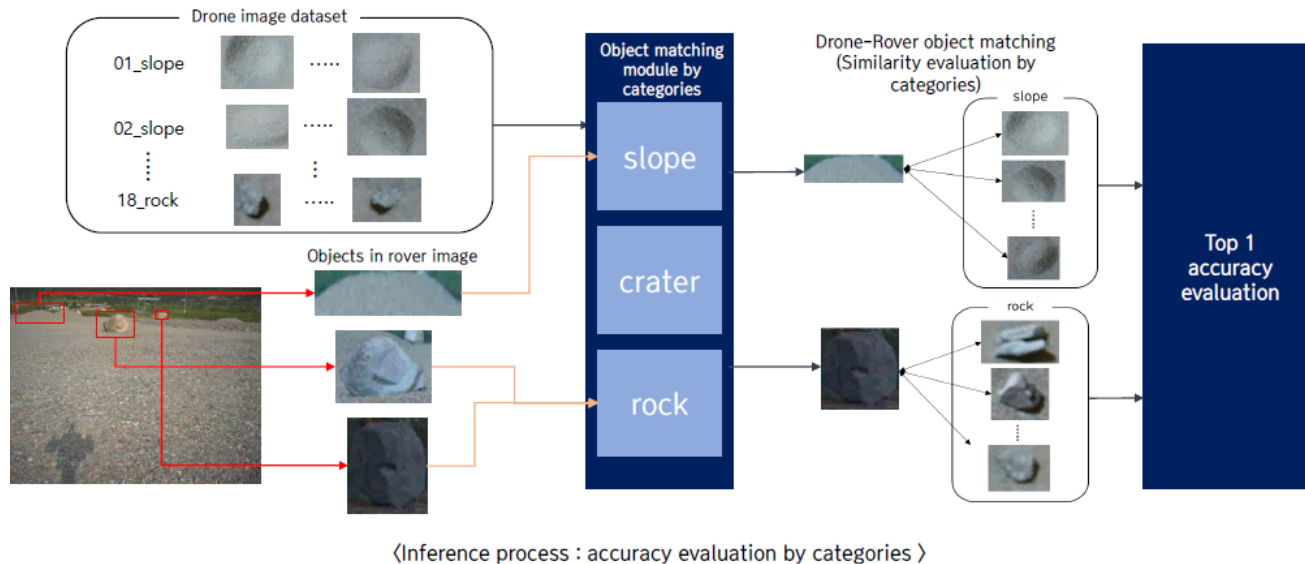 Drone image dataset
01_slope
.....
02_slope
.....
18_rock
.....
Objects in rover image
Object matching
module by
categories
slope
crater
rock
Drone-Rover object matching
(Similarity evaluation by
categories)
slope
rock
Top 1
accuracy
evaluation
〈Inference process : accuracy evaluation by categories 〉